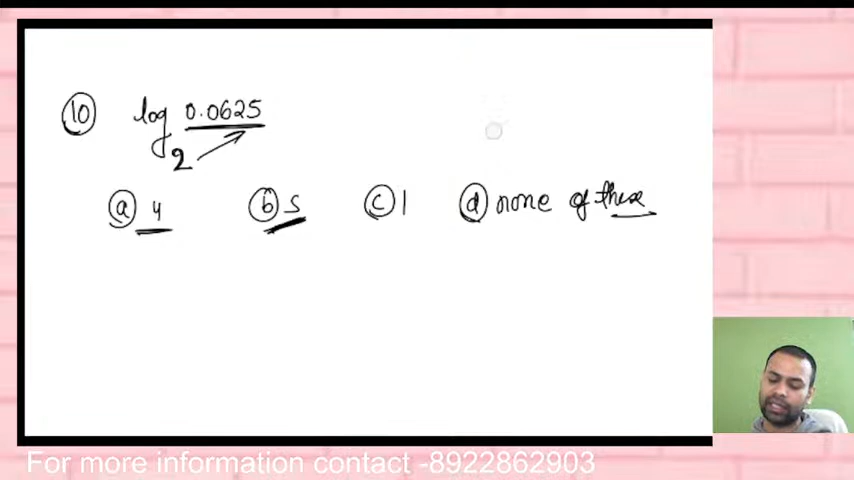 10 log₂ 0.0625
a 4 b 5 c 1 d none of these
For more information contact -8922862903